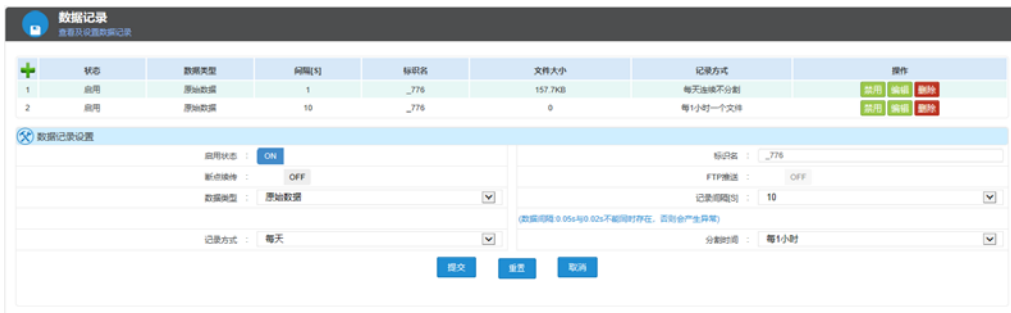 数据记录
查看及设置数据记录
状态 数据类型 间隔[S] 标识名 文件大小 记录方式 操作
1 启用 原始数据 1 _776 157.7KB 每天连续不分割 禁用 编辑 删除
2 启用 原始数据 10 _776 0 每1小时一个文件 禁用 编辑 删除
数据记录设置
启用状态 : ON 标识名 : _776
断点续传 : OFF FTP推送 : OFF
数据类型 : 原始数据 记录间隔[S] : 10
(数据间隔:0.05s与0.02s不能同时存在，否则会产生异常)
记录方式 : 每天 分割时间 : 每1小时
提交 重置 取消